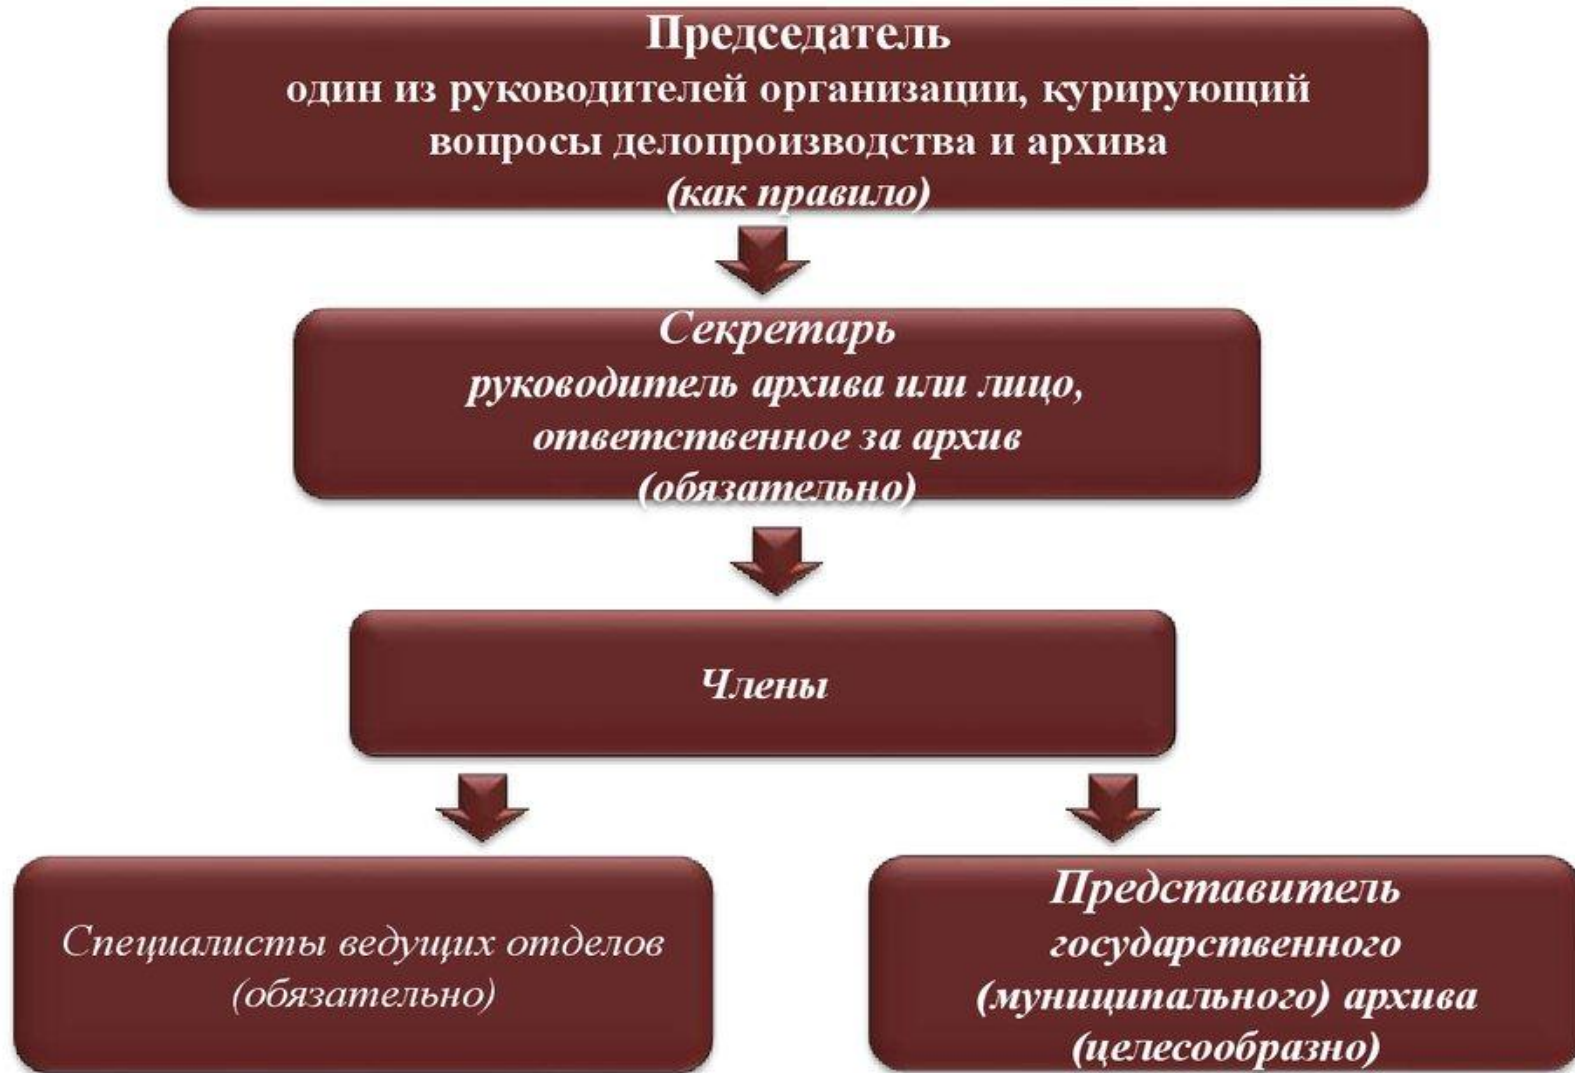 Председатель
один из руководителей организации, курирующий
вопросы делопроизводства и архива
(как правило)
Секретарь
руководитель архива или лицо,
ответственное за архив
(обязательно)
Члены
Специалисты ведущих отделов
(обязательно)
Представитель
государственного
(муниципального) архива
(целесообразно)